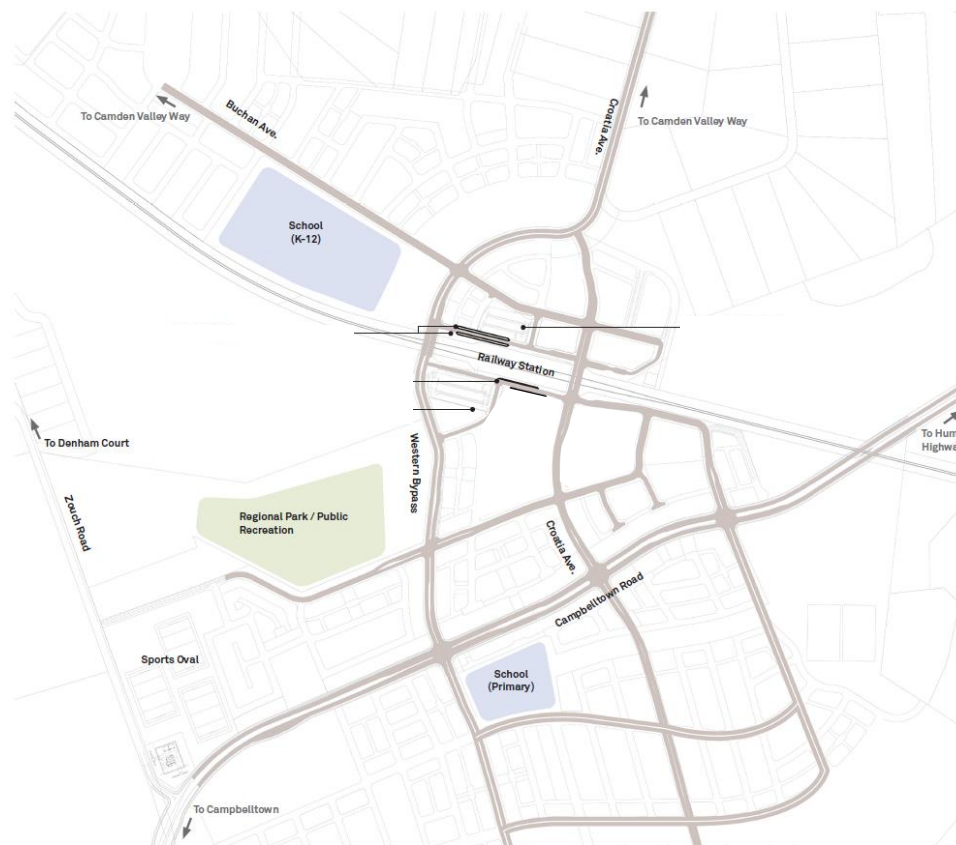 To Camden Valley Way
Buchan Ave.
Croatia Ave.
To Camden Valley Way
School
(K-12)
Railway Station
To Denham Court
Western Bypass
To Hum
Highwa
Zouch Road
Regional Park / Public
Recreation
Croatia Ave.
Campbelltown Road
Sports Oval
School
(Primary)
To Campbelltown